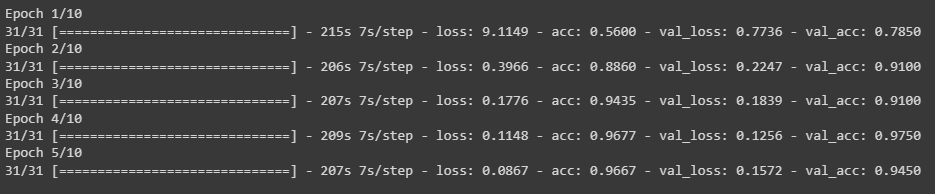 Epoch 1/10
31/31 [==============================] - 215s 7s/step - loss: 9.1149 - acc: 0.5600 - val_loss: 0.7736 - val_acc: 0.7850
Epoch 2/10
31/31 [==============================] - 206s 7s/step - loss: 0.3966 - acc: 0.8860 - val_loss: 0.2247 - val_acc: 0.9100
Epoch 3/10
31/31 [==============================] - 207s 7s/step - loss: 0.1776 - acc: 0.9435 - val_loss: 0.1839 - val_acc: 0.9100
Epoch 4/10
31/31 [==============================] - 209s 7s/step - loss: 0.1148 - acc: 0.9677 - val_loss: 0.1256 - val_acc: 0.9750
Epoch 5/10
31/31 [==============================] - 207s 7s/step - loss: 0.0867 - acc: 0.9667 - val_loss: 0.1572 - val_acc: 0.9450